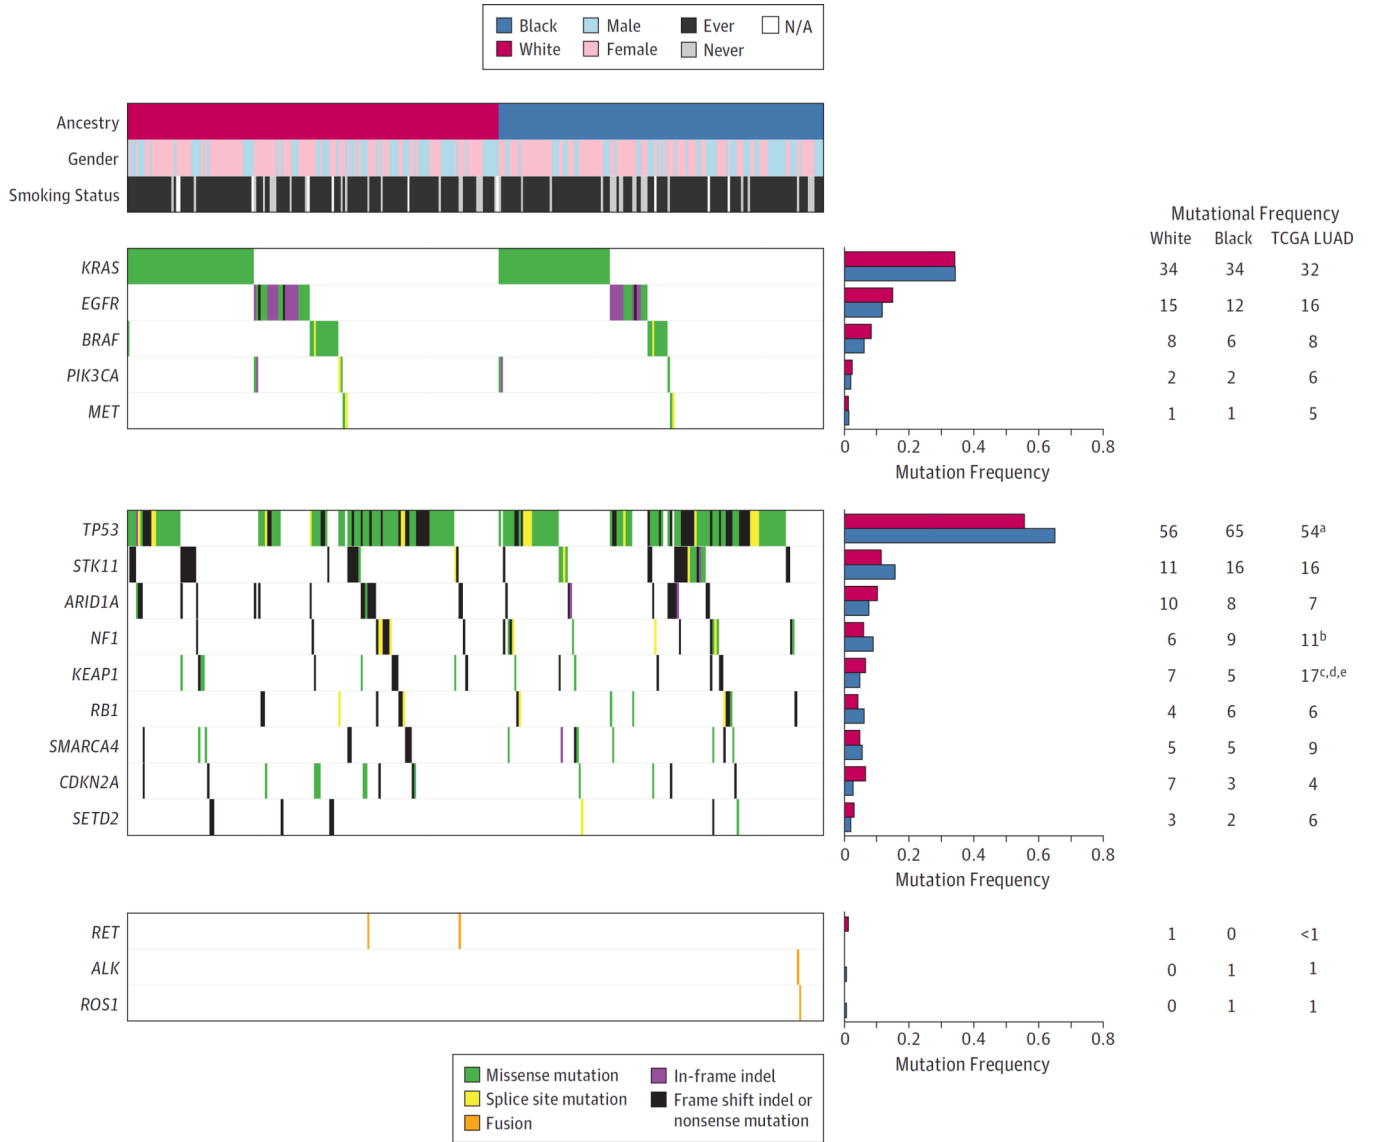 Black Male Ever N/A
White Female Never
Ancestry
Gender
Smoking Status
Mutational Frequency
White Black TCGA LUAD
KRAS 34 34 32
EGFR 15 12 16
BRAF 8 6 8
PIK3CA 2 2 6
MET 1 1 5
0 0.2 0.4 0.6 0.8
Mutation Frequency
TP53 56 65 54a
STK11 11 16 16
ARID1A 10 8 7
NF1 6 9 11b
KEAP1 7 5 17c,d,e
RB1 4 6 6
SMARCA4 5 5 9
CDKN2A 7 3 4
SETD2 3 2 6
0 0.2 0.4 0.6 0.8
Mutation Frequency
RET 1 0 <1
ALK 0 1 1
ROS1 0 1 1
0 0.2 0.4 0.6 0.8
Mutation Frequency
Missense mutation In-frame indel
Splice site mutation Frame shift indel or
nonsense mutation
Fusion